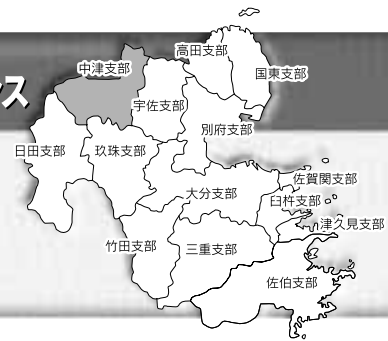 高田支部
中津支部
国東支部
ンス
宇佐支部
別府支部
日田支部
玖珠支部
佐賀関支部
大分支部
臼杵支部
津久見支部
竹田支部
三重支部
佐伯支部